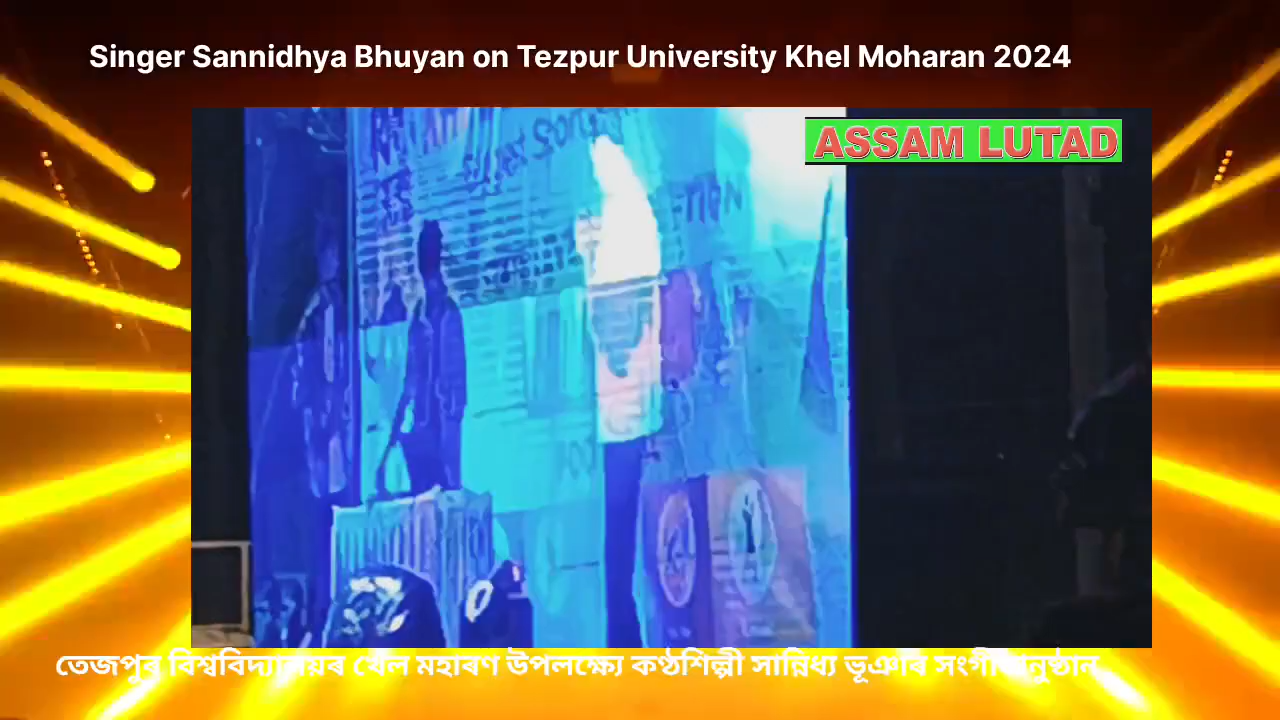 Singer Sannidhya Bhuyan on Tezpur University Khel Moharan 2024
ASSAM LUTAD
তেজপুৰ বিশ্ববিদ্যালয়ৰ খেল মহাৰণ উপলক্ষ্যে কণ্ঠশিল্পী সান্নিধ্য ভূঞাৰ সংগীতানুষ্ঠান